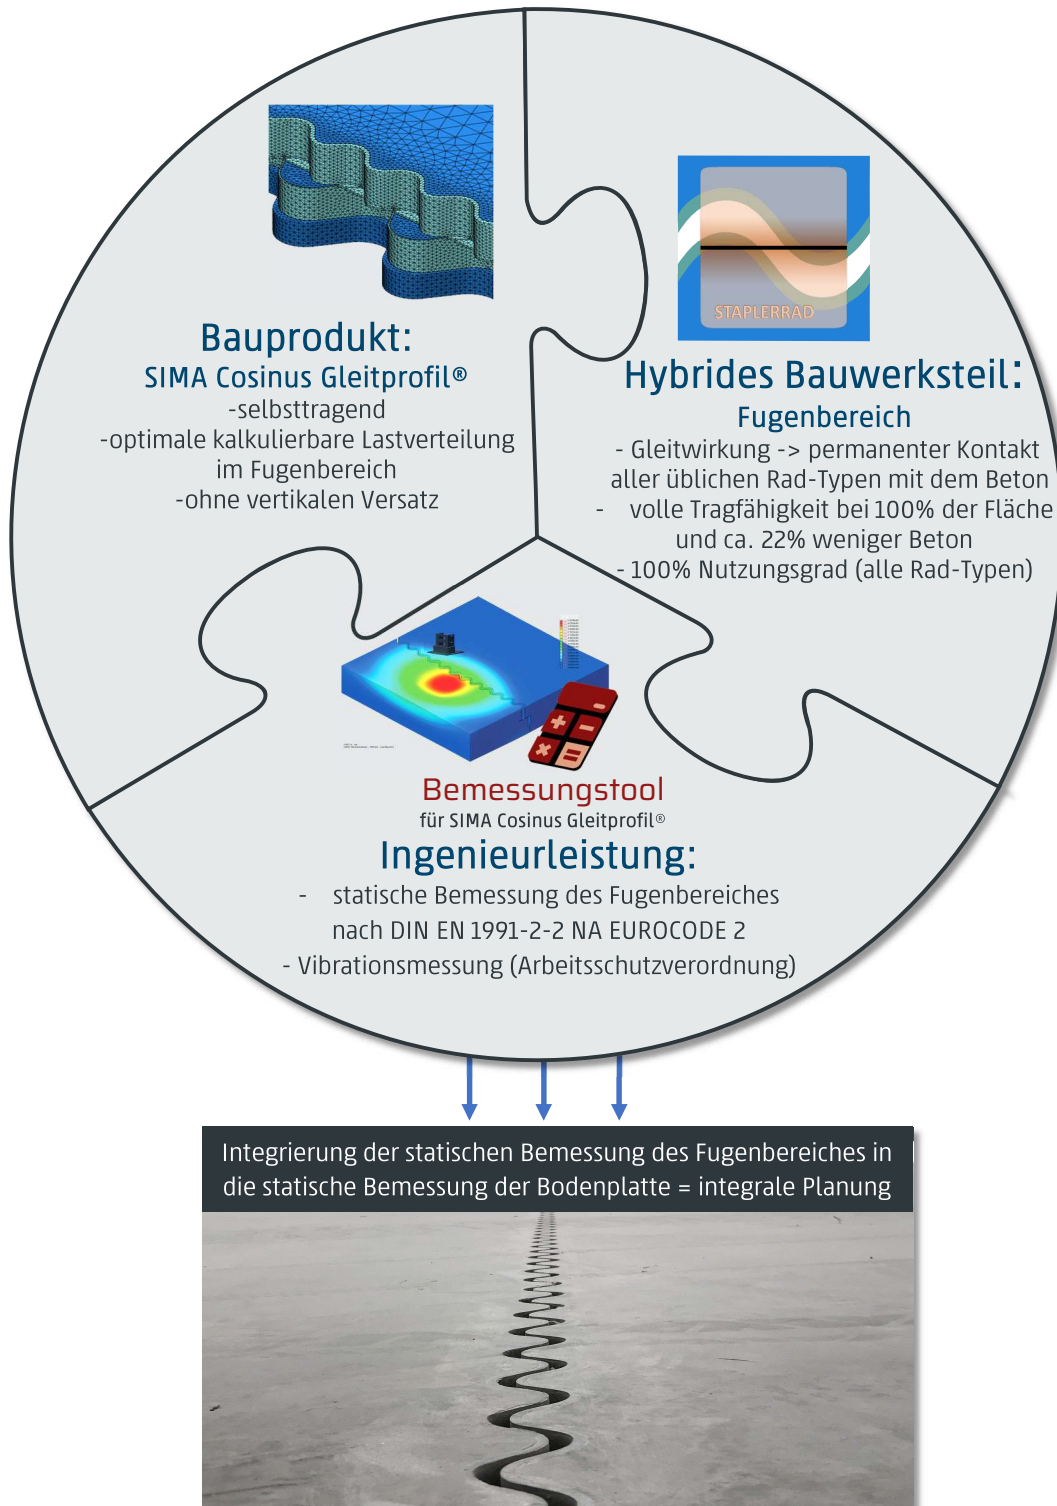 Bauprodukt:
SIMA Cosinus Gleitprofil®
-selbsttragend
-optimale kalkulierbare Lastverteilung
im Fugenbereich
-ohne vertikalen Versatz
STAPLERRAD
Hybrides Bauwerksteil:
Fugenbereich
- Gleitwirkung -> permanenter Kontakt
aller üblichen Rad-Typen mit dem Beton
- volle Tragfähigkeit bei 100% der Fläche
und ca. 22% weniger Beton
- 100% Nutzungsgrad (alle Rad-Typen)
Bemessungstool
für SIMA Cosinus Gleitprofil®
Ingenieurleistung:
- statische Bemessung des Fugenbereiches
nach DIN EN 1991-2-2 NA EUROCODE 2
- Vibrationsmessung (Arbeitsschutzverordnung)
Integrierung der statischen Bemessung des Fugenbereiches in
die statische Bemessung der Bodenplatte = integrale Planung